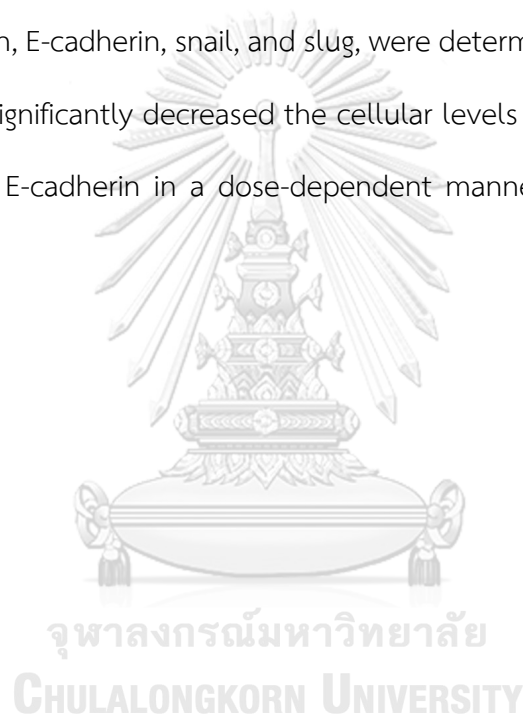 n, E-cadherin, snail, and slug, were determ
ignificantly decreased the cellular levels
E-cadherin in a dose-dependent manne
จุฬาลงกรณ์มหาวิทยาลัย
CHULALONGKORN UNIVERSITY